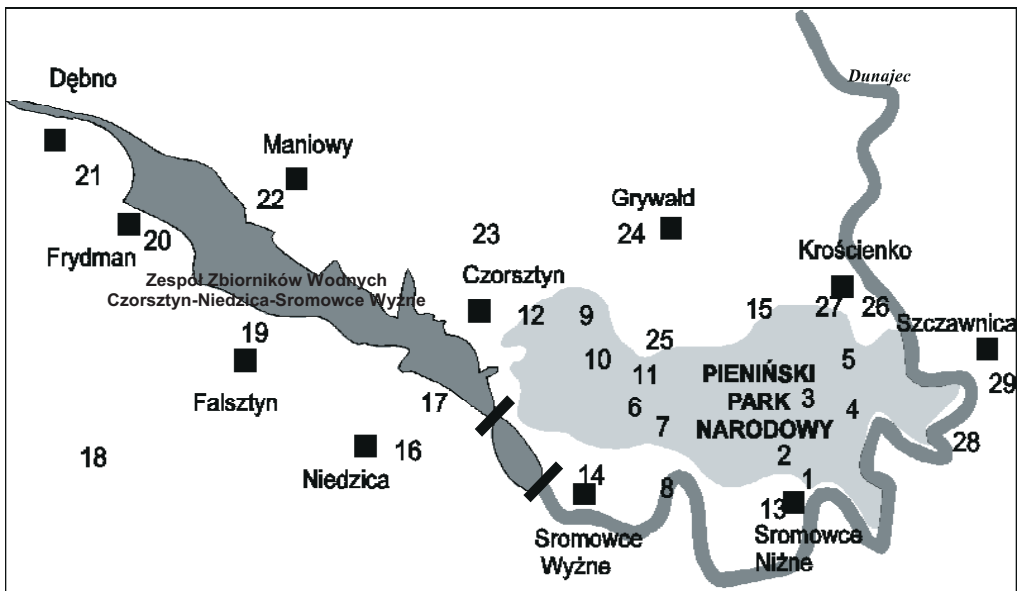 Dunajec
Dębno
Maniowy
21
22
Grywałd
20
23
24
Frydman
Krościenko
Zespół Zbiorników Wodnych
Czorsztyn-Niedzica-Sromowce Wyżne
Czorsztyn
12
9
15
27
26
Szczawnica
19
25
10
5
11
PIENIŃSKI
PARK
NARODOWY
29
Falsztyn
17
6
3
4
7
28
18
16
2
Niedzica
14
8
1
13
Sromowce
Wyżne
Sromowce
Niżne